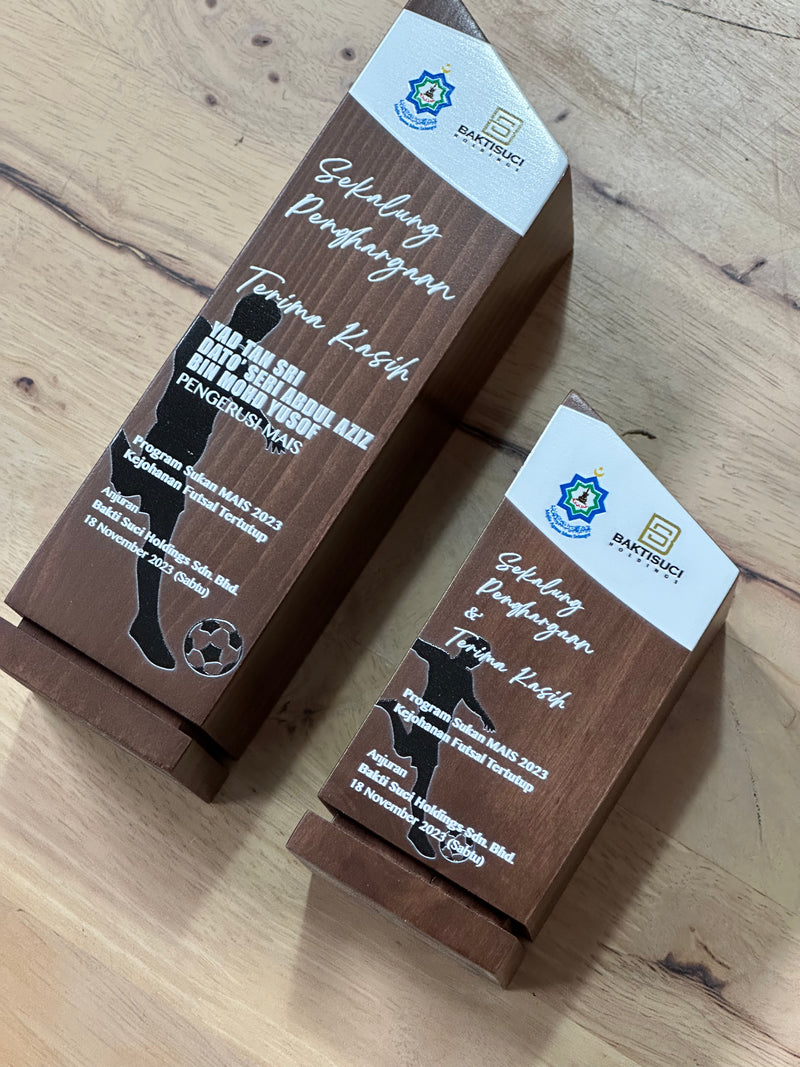 BAKTISUCI
HOLDINGS
Sekalung
Penghargaan
Terima Kasih
YAD-TAN SRI
DATO' SERI ABDUL AZIZ
BIN MOHD YUSOF
PENGERUSI MAIS
Program Sukan MAIS 2023
Kejohanan Futsal Tertutup
Anjuran
Bakti Suci Holdings Sdn. Bhd.
18 November 2023 (Sabtu)
BAKTISUCI
HOLDINGS
Sekalung
Penghargaan
&
Terima Kasih
Program Sukan MAIS 2023
Kejohanan Futsal Tertutup
Anjuran
Bakti Suci Holdings Sdn. Bhd.
18 November 2023 (Sabtu)